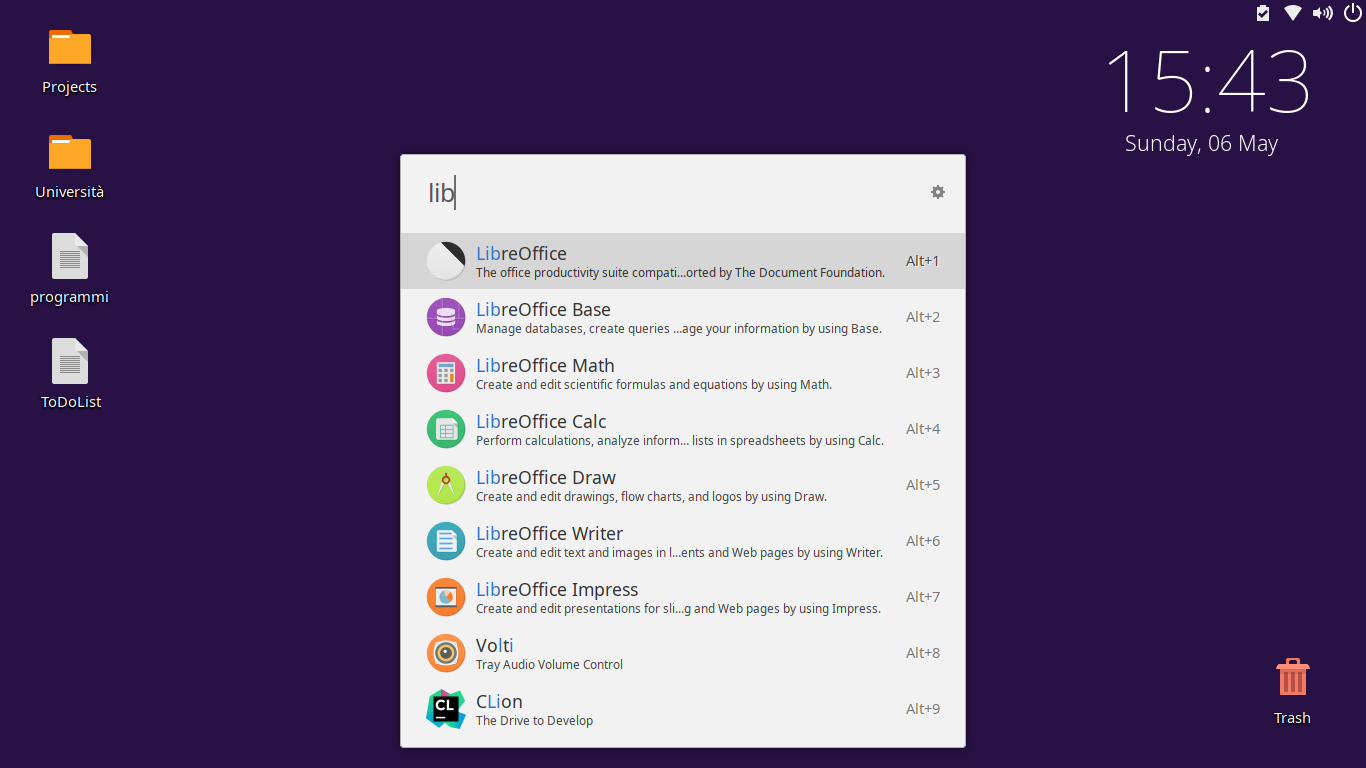 Projects
Università
programmi
ToDoList
15:43
Sunday, 06 May
lib
LibreOffice
The office productivity suite compati...orted by The Document Foundation.
Alt+1
LibreOffice Base
Manage databases, create queries ...age your information by using Base.
Alt+2
LibreOffice Math
Create and edit scientific formulas and equations by using Math.
Alt+3
LibreOffice Calc
Perform calculations, analyze inform... lists in spreadsheets by using Calc.
Alt+4
LibreOffice Draw
Create and edit drawings, flow charts, and logos by using Draw.
Alt+5
LibreOffice Writer
Create and edit text and images in l...ents and Web pages by using Writer.
Alt+6
LibreOffice Impress
Create and edit presentations for sli...g and Web pages by using Impress.
Alt+7
Volti
Tray Audio Volume Control
Alt+8
CL
CLion
The Drive to Develop
Alt+9
Trash